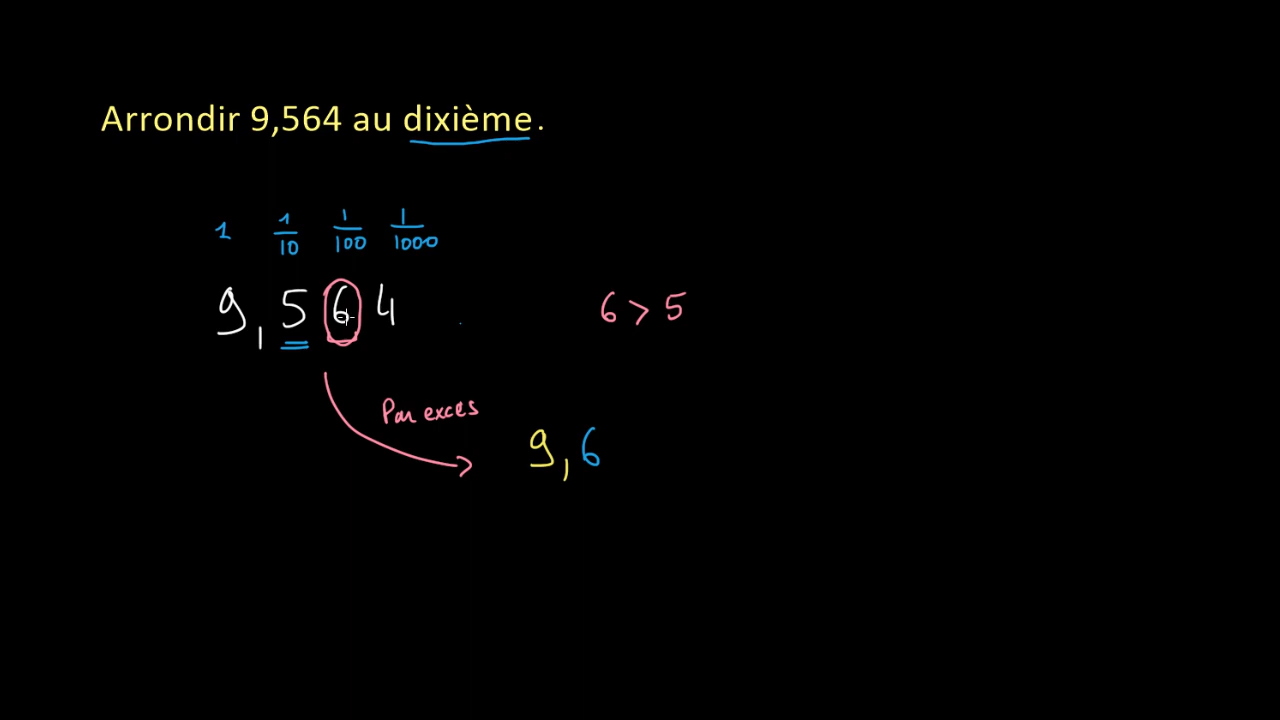 Arrondir 9,564 au dixième.
1 1/10 1/100 1/1000
9,564
6 > 5
Par exces
9,6